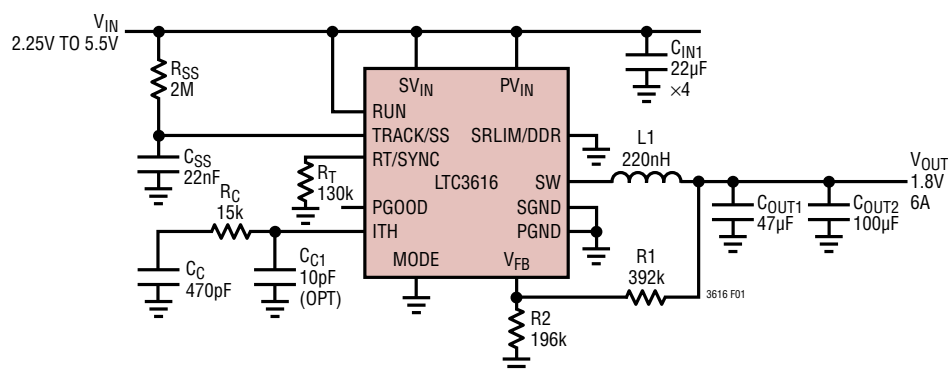 VIN
2.25V TO 5.5V
RSS
2M
CSS
22nF
RC
15k
CC
470pF
CC1
10pF
(OPT)
RT
130k
SVIN
PVIN
RUN
TRACK/SS
RT/SYNC
PGOOD
ITH
MODE
LTC3616
SRLIM/DDR
SW
SGND
PGND
VFB
CIN1
22µF
×4
L1
220nH
VOUT
1.8V
6A
COUT1
47µF
COUT2
100µF
R1
392k
3616 F01
R2
196k